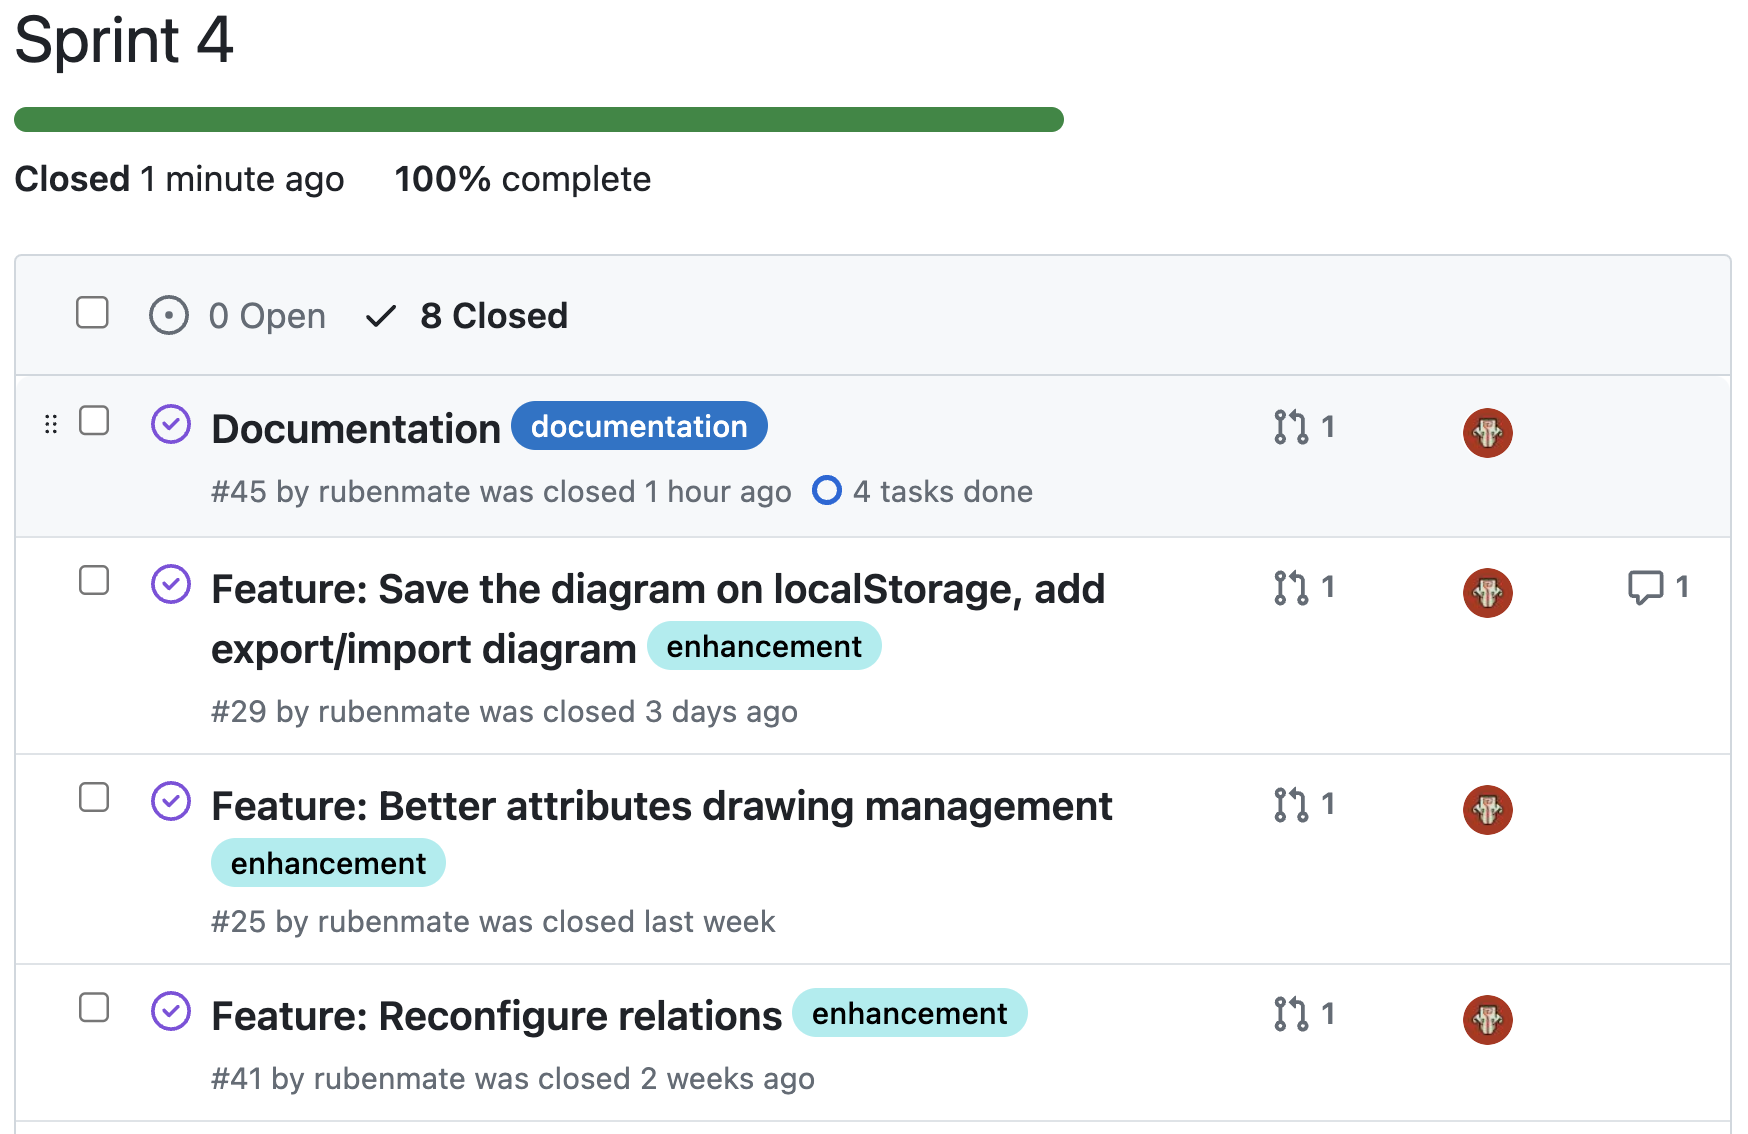 Sprint 4
Closed 1 minute ago 100% complete
0 Open 8 Closed
Documentation documentation 1
#45 by rubenmate was closed 1 hour ago 4 tasks done
Feature: Save the diagram on localStorage, add 1 1
export/import diagram enhancement
#29 by rubenmate was closed 3 days ago
Feature: Better attributes drawing management 1
enhancement
#25 by rubenmate was closed last week
Feature: Reconfigure relations enhancement 1
#41 by rubenmate was closed 2 weeks ago